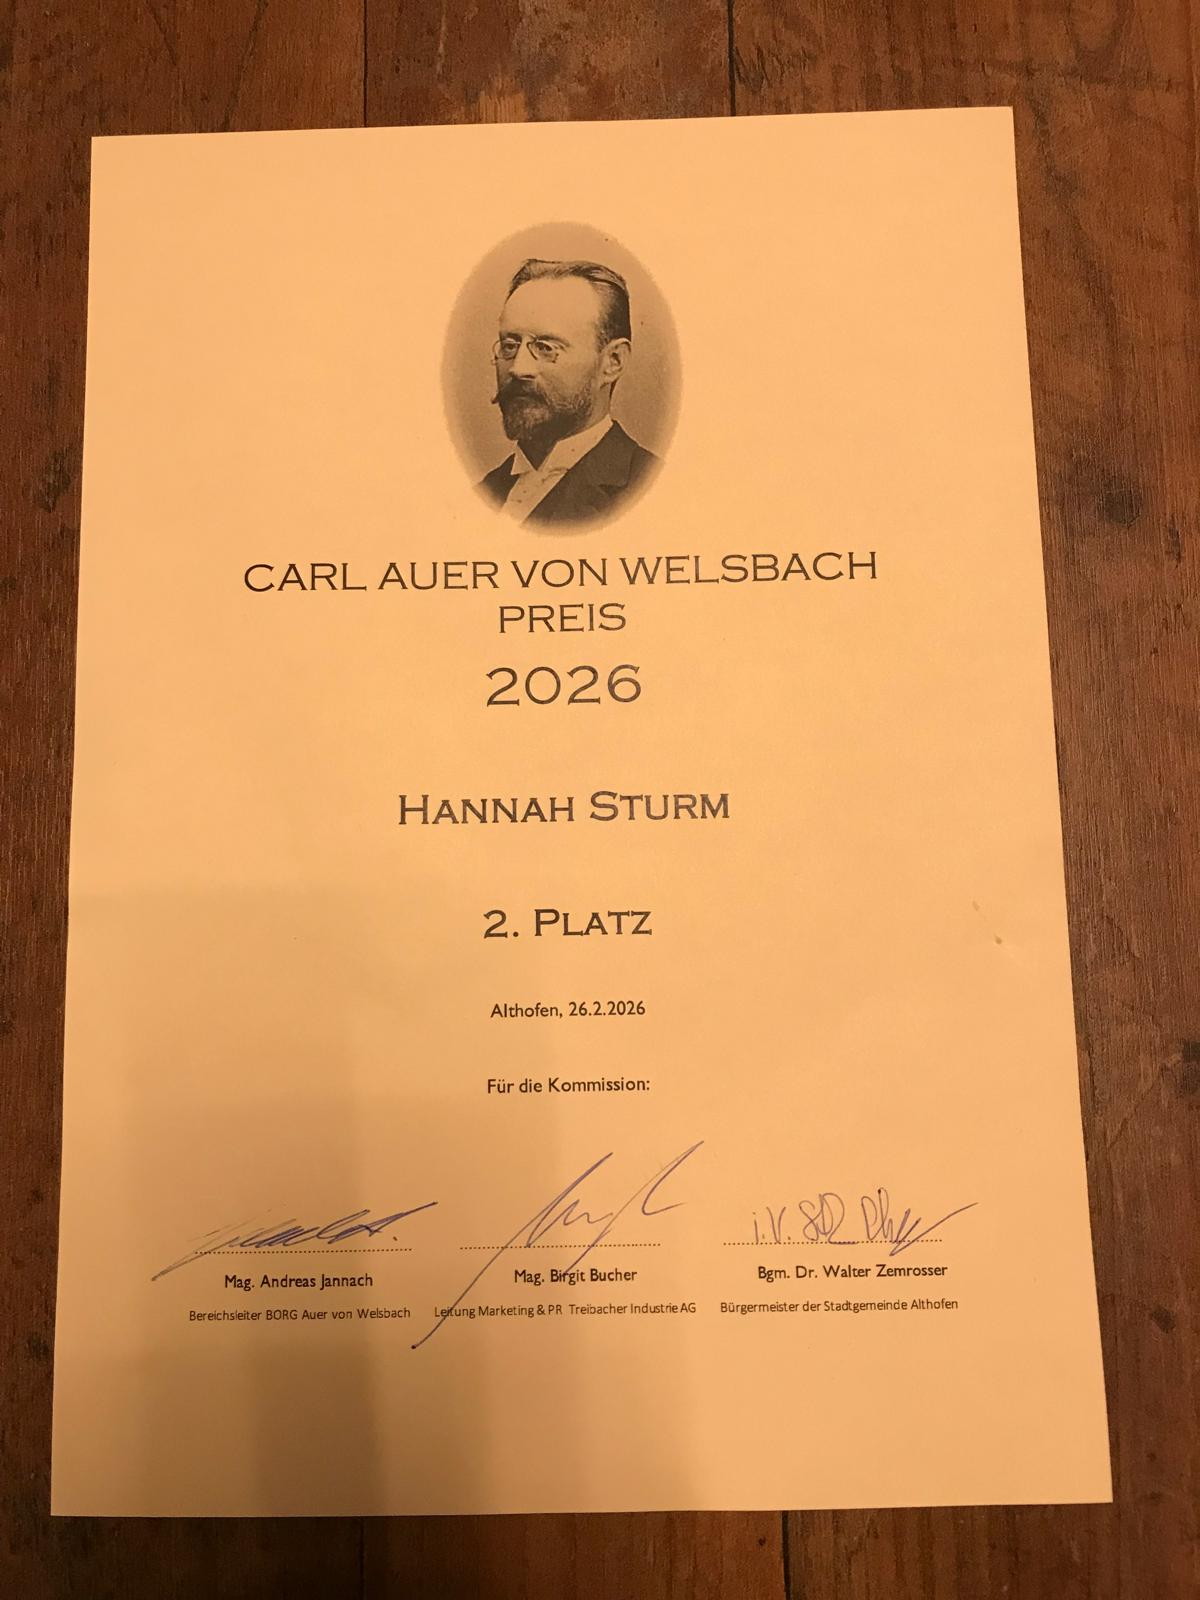 CARL AUER VON WELSBACH
PREIS
2026
HANNAH STURM
2. PLATZ
Althofen, 26.2.2026
Für die Kommission:
i.V.
Mag. Andreas Jannach
Mag. Birgit Bucher
Bgm. Dr. Walter Zemrosser
Bereichsleiter BORG Auer von Welsbach
Leitung Marketing & PR Treibacher Industrie AG
Bürgermeister der Stadtgemeinde Althofen